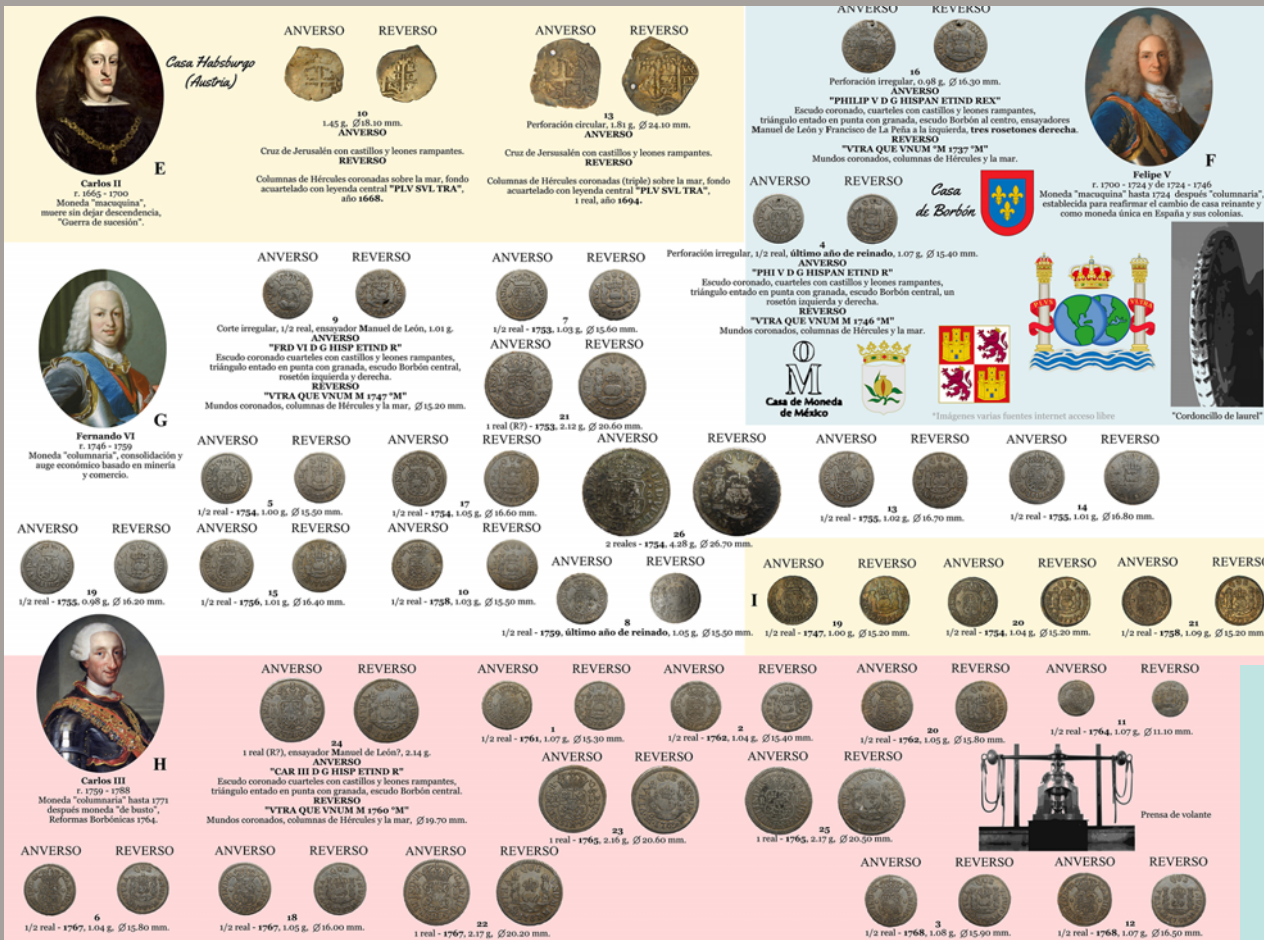 Casa Habsburgo
(Austria)
E
Carlos II
r. 1665 - 1700
Moneda "macuquina",
muere sin dejar descendencia,
"Guerra de sucesión".
ANVERSO REVERSO
10
1.45 g, Ø18.10 mm.
ANVERSO
Cruz de Jerusalén con castillos y leones rampantes.
REVERSO
Columnas de Hércules coronadas sobre la mar, fondo
acuartelado con leyenda central "PLV SVL TRA",
año 1668.
ANVERSO REVERSO
13
Perforación circular, 1.81 g, Ø 24.10 mm.
ANVERSO
Cruz de Jersusalén con castillos y leones rampantes.
REVERSO
Columnas de Hércules coronadas (triple) sobre la mar, fondo
acuartelado con leyenda central "PLV SVL TRA",
1 real, año 1694.
ANVERSO REVERSO
16
Perforación irregular, 0.98 g, Ø 16.30 mm.
ANVERSO
"PHILIP V D G HISPAN ETIND REX"
Escudo coronado, cuarteles con castillos y leones rampantes,
triángulo entado en punta con granada, escudo Borbón al centro, ensayadores
Manuel de León y Francisco de La Peña a la izquierda, tres rosetones derecha.
REVERSO
"VTRA QUE VNUM *M 1737 *M"
Mundos coronados, columnas de Hércules y la mar.
F
Felipe V
r. 1700 - 1724 y de 1724 - 1746
Moneda "macuquina" hasta 1724 después "columnaria",
establecida para reafirmar el cambio de casa reinante y
como moneda única en España y sus colonias.
ANVERSO REVERSO
Casa
de Borbón
4
Perforación irregular, 1/2 real, último año de reinado, 1.07 g, Ø 15.40 mm.
ANVERSO
"PHI V D G HISPAN ETIND R"
Escudo coronado, cuarteles con castillos y leones rampantes,
triángulo entado en punta con granada, escudo Borbón central, un
rosetón izquierda y derecha.
REVERSO
"VTRA QUE VNUM M 1746 *M"
Mundos coronados, columnas de Hércules y la mar.
PLVS VLTRA
O
M
Casa de Moneda
de México
*Imágenes varias fuentes internet acceso libre
"Cordoncillo de laurel"
G
Fernando VI
r. 1746 - 1759
Moneda "columnaria", consolidación y
auge económico basado en minería
y comercio.
ANVERSO REVERSO
9
Corte irregular, 1/2 real, ensayador Manuel de León, 1.01 g.
ANVERSO
"FRD VI D G HISP ETIND R"
Escudo coronado cuarteles con castillos y leones rampantes,
triángulo entado en punta con granada, escudo Borbón central,
rosetón izquierda y derecha.
REVERSO
"VTRA QUE VNUM M 1747 *M"
Mundos coronados, columnas de Hércules y la mar, Ø 15.20 mm.
ANVERSO REVERSO
7
1/2 real - 1753, 1.03 g, Ø 15.60 mm.
ANVERSO REVERSO
21
1 real (R?) - 1753, 2.12 g, Ø 20.60 mm.
ANVERSO REVERSO
5
1/2 real - 1754, 1.00 g, Ø 15.50 mm.
ANVERSO REVERSO
17
1/2 real - 1754, 1.05 g, Ø 16.60 mm.
ANVERSO REVERSO
26
2 reales - 1754, 4.28 g, Ø 26.70 mm.
ANVERSO REVERSO
13
1/2 real - 1755, 1.02 g, Ø 16.70 mm.
ANVERSO REVERSO
14
1/2 real - 1755, 1.01 g, Ø 16.80 mm.
ANVERSO REVERSO
19
1/2 real - 1755, 0.98 g, Ø 16.20 mm.
ANVERSO REVERSO
15
1/2 real - 1756, 1.01 g, Ø 16.40 mm.
ANVERSO REVERSO
10
1/2 real - 1758, 1.03 g, Ø 15.50 mm.
ANVERSO REVERSO
8
1/2 real - 1759, último año de reinado, 1.05 g, Ø 15.50 mm.
I
ANVERSO REVERSO
19
1/2 real - 1747, 1.00 g, Ø 15.20 mm.
ANVERSO REVERSO
20
1/2 real - 1754, 1.04 g, Ø 15.20 mm.
ANVERSO REVERSO
21
1/2 real - 1758, 1.09 g, Ø 15.20 mm.
H
Carlos III
r. 1759 - 1788
Moneda "columnaria" hasta 1771
después moneda "de busto",
Reformas Borbónicas 1764.
ANVERSO REVERSO
24
1 real (R?), ensayador Manuel de León?, 2.14 g.
ANVERSO
"CAR III D G HISP ETIND R"
Escudo coronado cuarteles con castillos y leones rampantes,
triángulo entado en punta con granada, escudo Borbón central.
REVERSO
"VTRA QUE VNUM M 1760 *M"
Mundos coronados, columnas de Hércules y la mar, Ø 19.70 mm.
ANVERSO REVERSO
1
1/2 real - 1761, 1.07 g, Ø 15.30 mm.
ANVERSO REVERSO
2
1/2 real - 1762, 1.04 g, Ø 15.40 mm.
ANVERSO REVERSO
20
1/2 real - 1762, 1.05 g, Ø 15.80 mm.
ANVERSO REVERSO
11
1/2 real - 1764, 1.07 g, Ø 11.10 mm.
ANVERSO REVERSO
23
1 real - 1765, 2.16 g, Ø 20.60 mm.
ANVERSO REVERSO
25
1 real - 1765, 2.17 g, Ø 20.50 mm.
Prensa de volante
ANVERSO REVERSO
6
1/2 real - 1767, 1.04 g, Ø 15.80 mm.
ANVERSO REVERSO
18
1/2 real - 1767, 1.05 g, Ø 16.00 mm.
ANVERSO REVERSO
22
1 real - 1767, 2.17 g, Ø 20.20 mm.
ANVERSO REVERSO
3
1/2 real - 1768, 1.08 g, Ø 15.90 mm.
ANVERSO REVERSO
12
1/2 real - 1768, 1.07 g, Ø 16.50 mm.